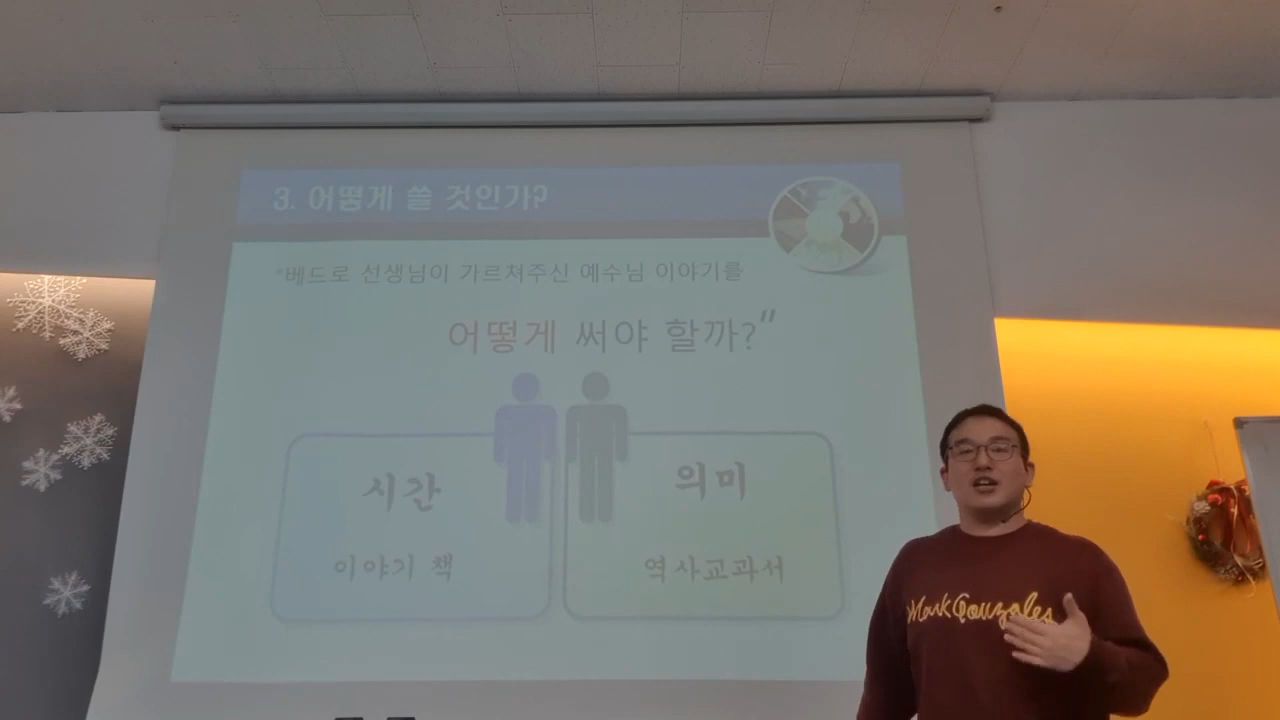 3. 어떻게 쓸 것인가?
"베드로 선생님이 가르쳐주신 예수님 이야기를
어떻게 써야 할까?"
시간
의미
이야기 책
역사교과서
Mark Gonzales